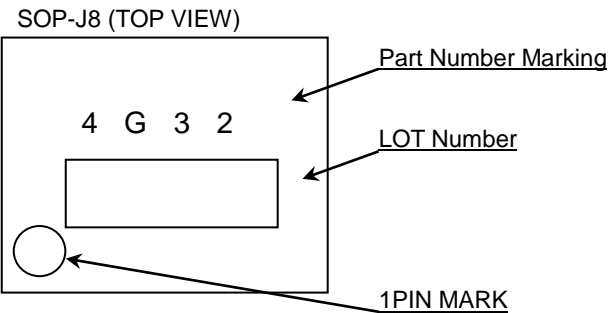 SOP-J8 (TOP VIEW)
Part Number Marking
4 G 3 2
LOT Number
1PIN MARK